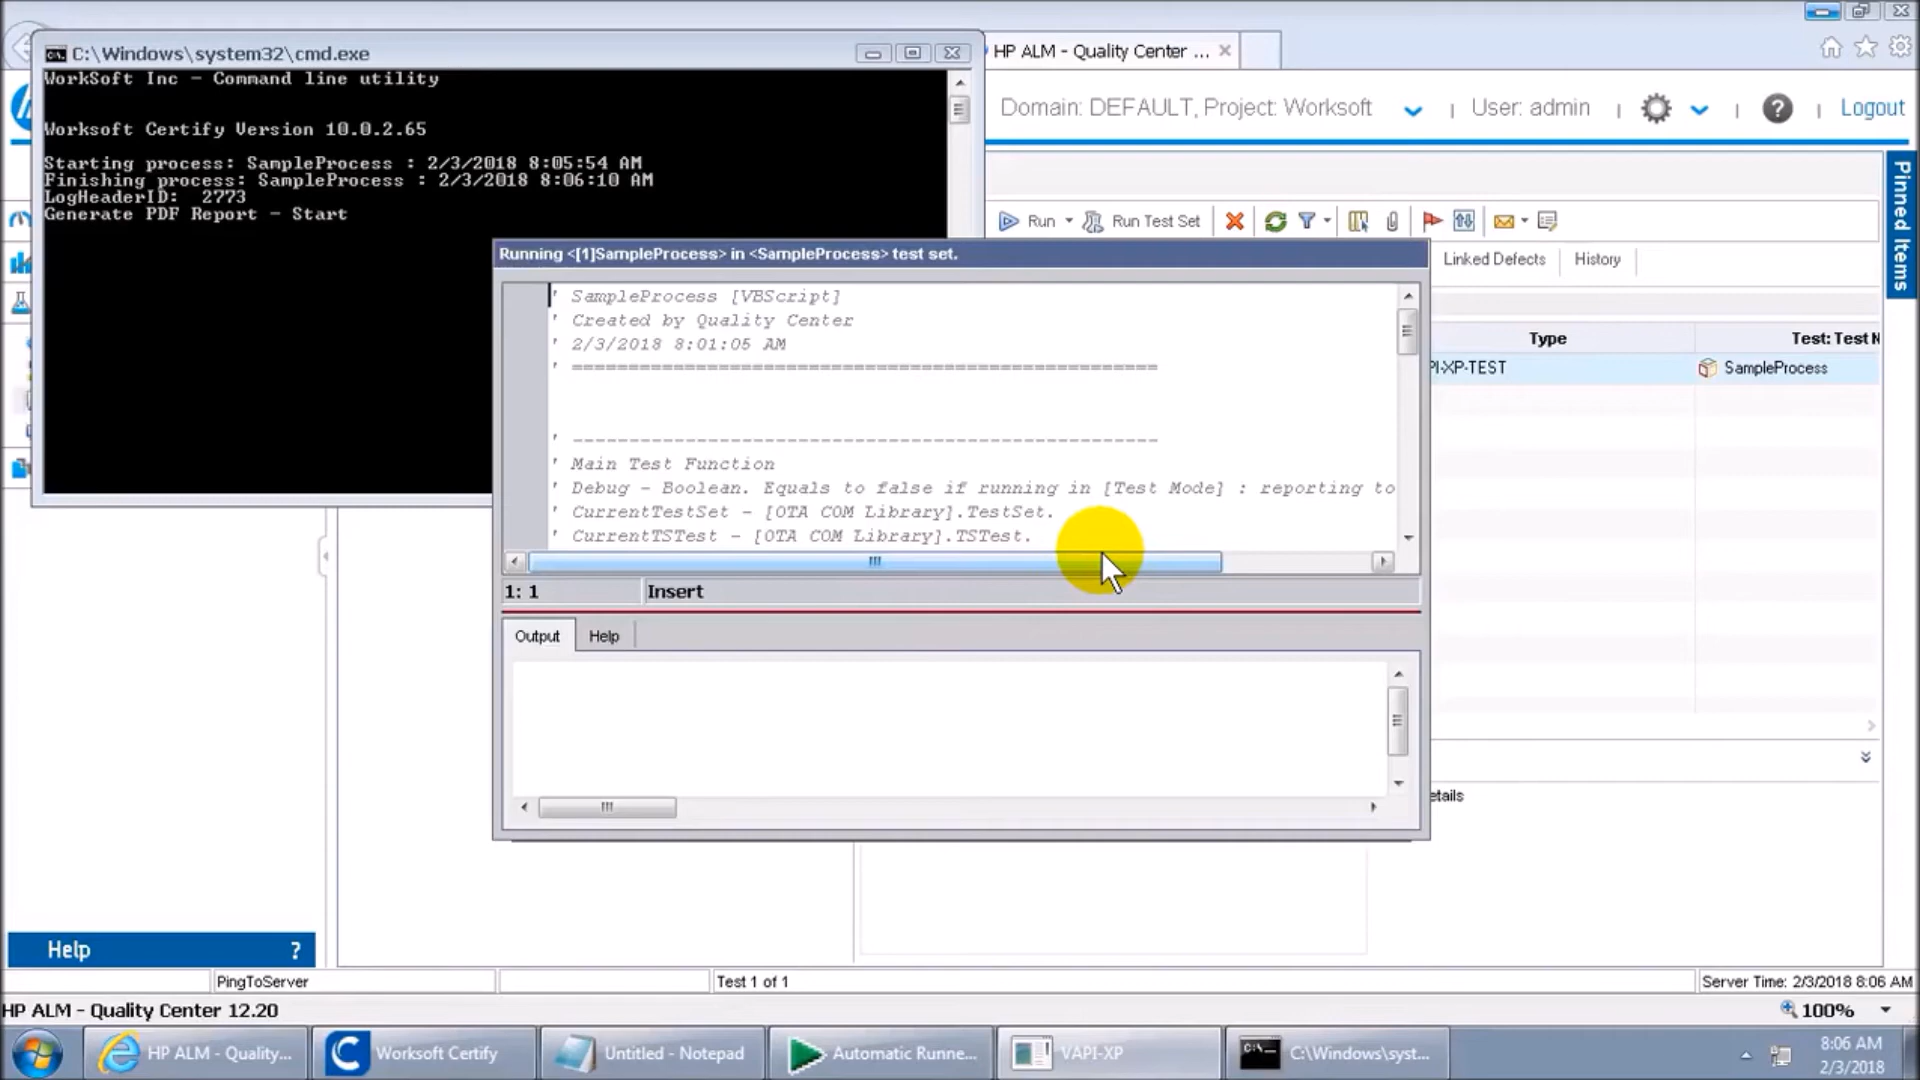 C:\Windows\system32\cmd.exe
WorkSoft Inc - Command line utility
Worksoft Certify Version 10.0.2.65
Starting process: SampleProcess : 2/3/2018 8:05:54 AM
Finishing process: SampleProcess : 2/3/2018 8:06:10 AM
LogHeaderID: 2773
Generate PDF Report - Start
HP ALM - Quality Center ...
Domain: DEFAULT, Project: Worksoft
User: admin
Logout
Pinned Items
Run
Run Test Set
Linked Defects
History
Type
Test: Test N
PI-XP-TEST
SampleProcess
Running <[1]SampleProcess> in <SampleProcess> test set.
' SampleProcess [VBScript]
' Created by Quality Center
' 2/3/2018 8:01:05 AM
' ====================================================
' ----------------------------------------------------
' Main Test Function
' Debug - Boolean. Equals to false if running in [Test Mode] : reporting to
' CurrentTestSet - [OTA COM Library].TestSet.
' CurrentTSTest - [OTA COM Library].TSTest.
1: 1
Insert
Output
Help
etails
Help ?
PingToServer
Test 1 of 1
Server Time: 2/3/2018 8:06 AM
HP ALM - Quality Center 12.20
100%
HP ALM - Quality...
Worksoft Certify
Untitled - Notepad
Automatic Runne...
VAPI-XP
C:\Windows\syst...
8:06 AM
2/3/2018